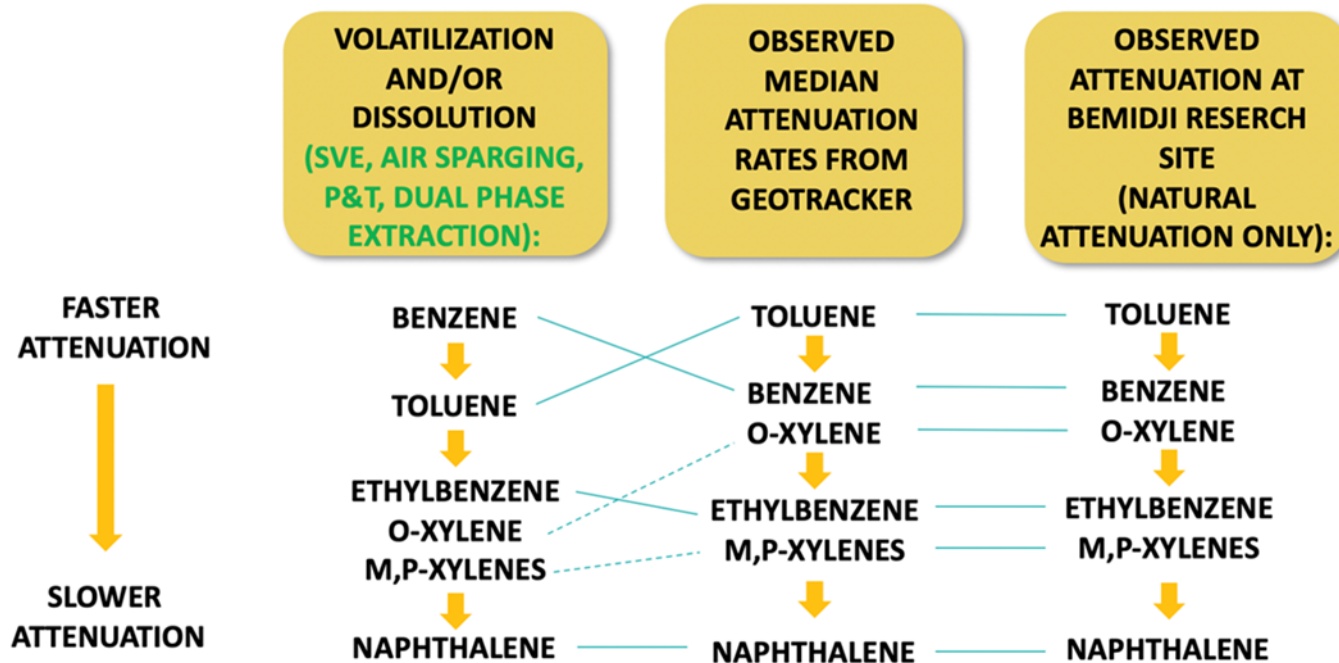 VOLATILIZATION
AND/OR
DISSOLUTION
(SVE, AIR SPARGING,
P&T, DUAL PHASE
EXTRACTION):
OBSERVED
MEDIAN
ATTENUATION
RATES FROM
GEOTRACKER
OBSERVED
ATTENUATION AT
BEMIDJI RESERCH
SITE
(NATURAL
ATTENUATION ONLY):
FASTER
ATTENUATION
SLOWER
ATTENUATION
BENZENE
TOLUENE
ETHYLBENZENE
O-XYLENE
M,P-XYLENES
NAPHTHALENE
TOLUENE
BENZENE
O-XYLENE
ETHYLBENZENE
M,P-XYLENES
NAPHTHALENE
TOLUENE
BENZENE
O-XYLENE
ETHYLBENZENE
M,P-XYLENES
NAPHTHALENE